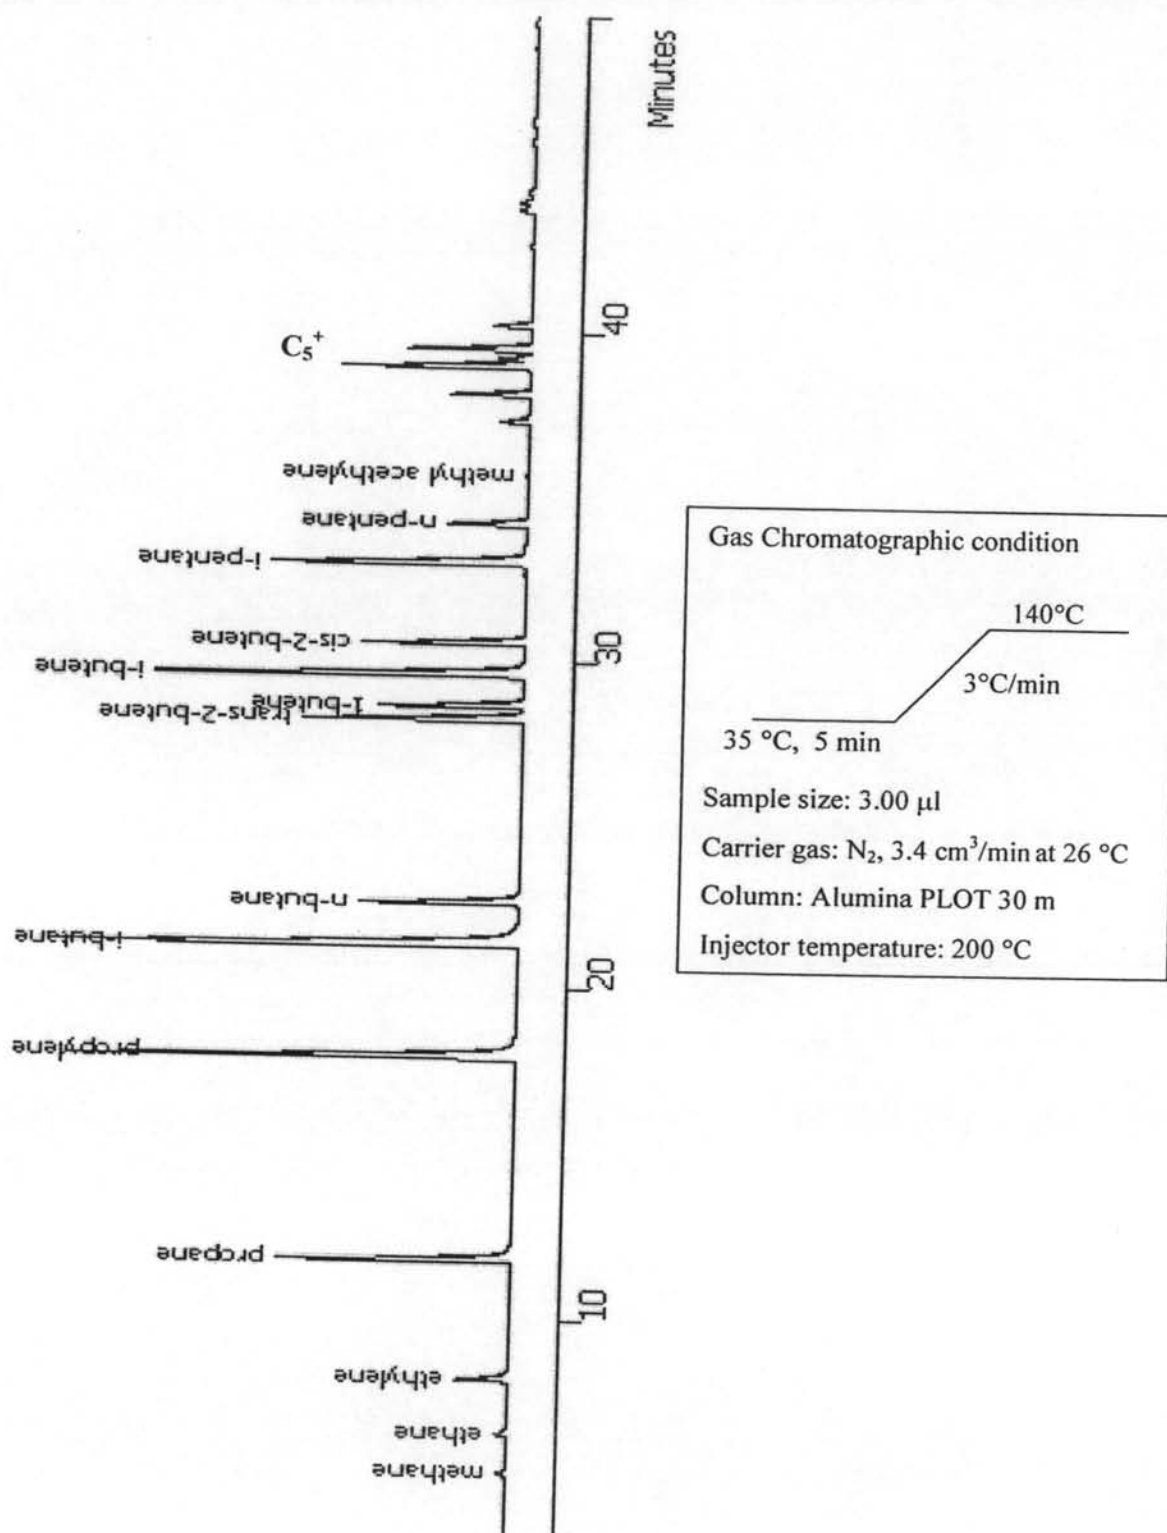 Minutes
40
30
20
10
C₅⁺
methyl acethylene
n-pentane
i-pentane
cis-2-butene
i-butene
1-butene
trans-2-butene
n-butane
i-butane
propylene
propane
ethylene
ethane
methane
Gas Chromatographic condition
140°C
3°C/min
35 °C, 5 min
Sample size: 3.00 µl
Carrier gas: N₂, 3.4 cm³/min at 26 °C
Column: Alumina PLOT 30 m
Injector temperature: 200 °C